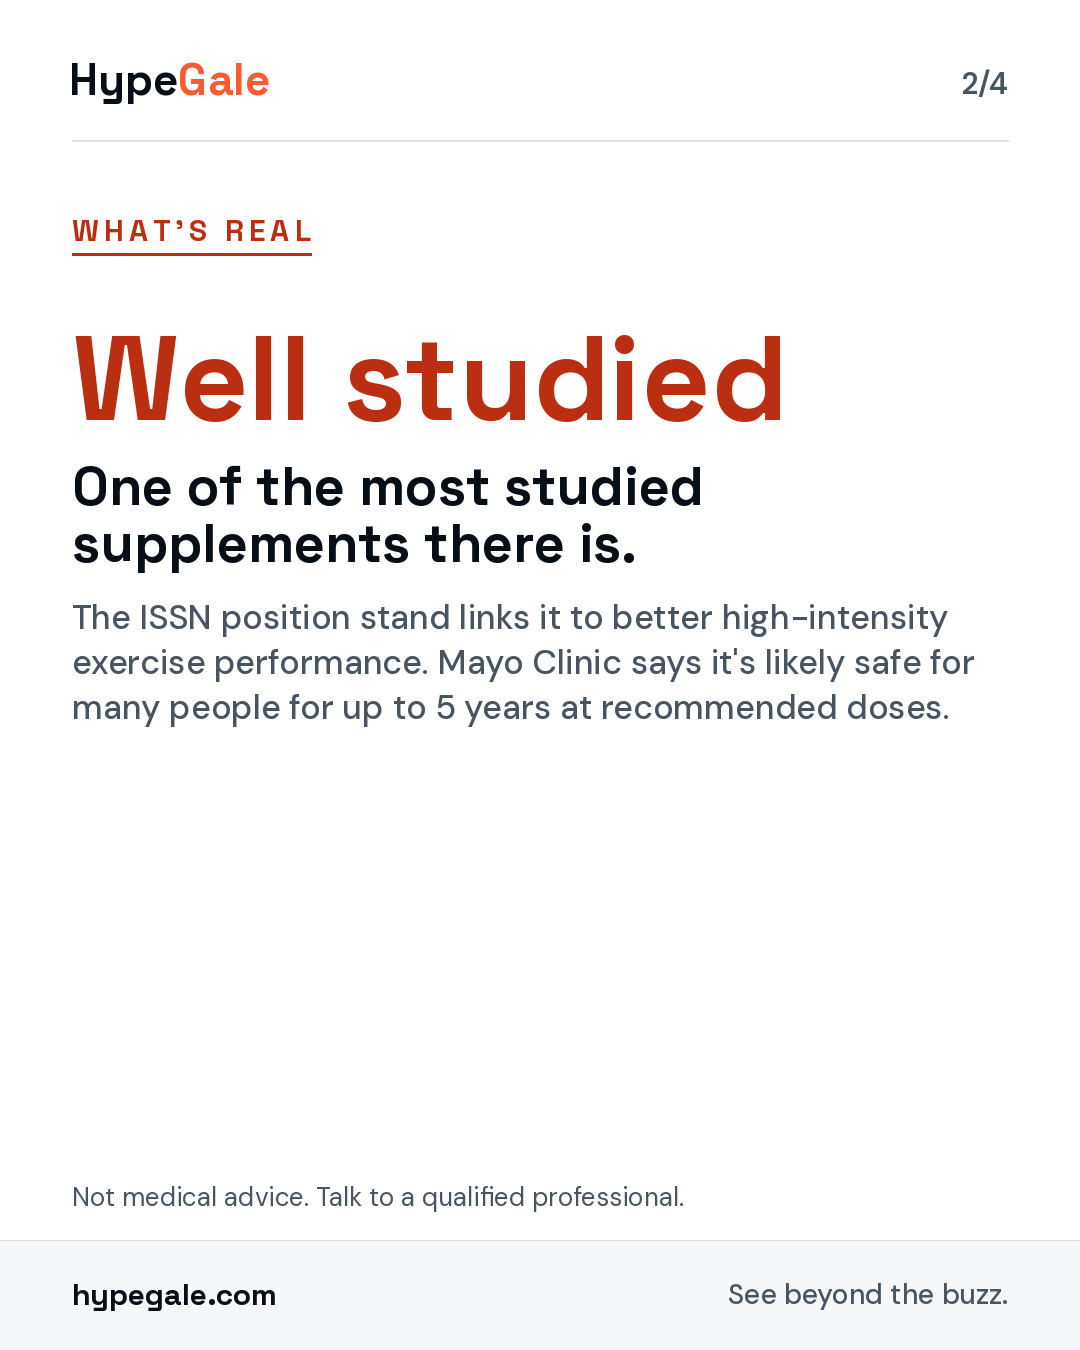 HypeGale
2/4
WHAT’S REAL
Well studied
One of the most studied
supplements there is.
The ISSN position stand links it to better high-intensity
exercise performance. Mayo Clinic says it's likely safe for
many people for up to 5 years at recommended doses.
Not medical advice. Talk to a qualified professional.
hypegale.com
See beyond the buzz.